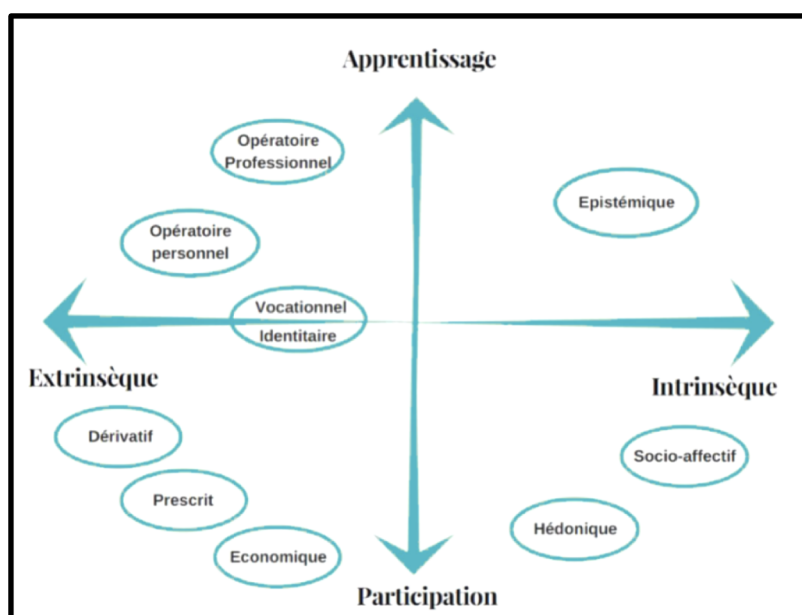 Apprentissage
Opératoire
Professionnel
Epistémique
Opératoire
personnel
Vocationnel
Identitaire
Extrinsèque
Intrinsèque
Dérivatif
Socio-affectif
Prescrit
Hédonique
Economique
Participation